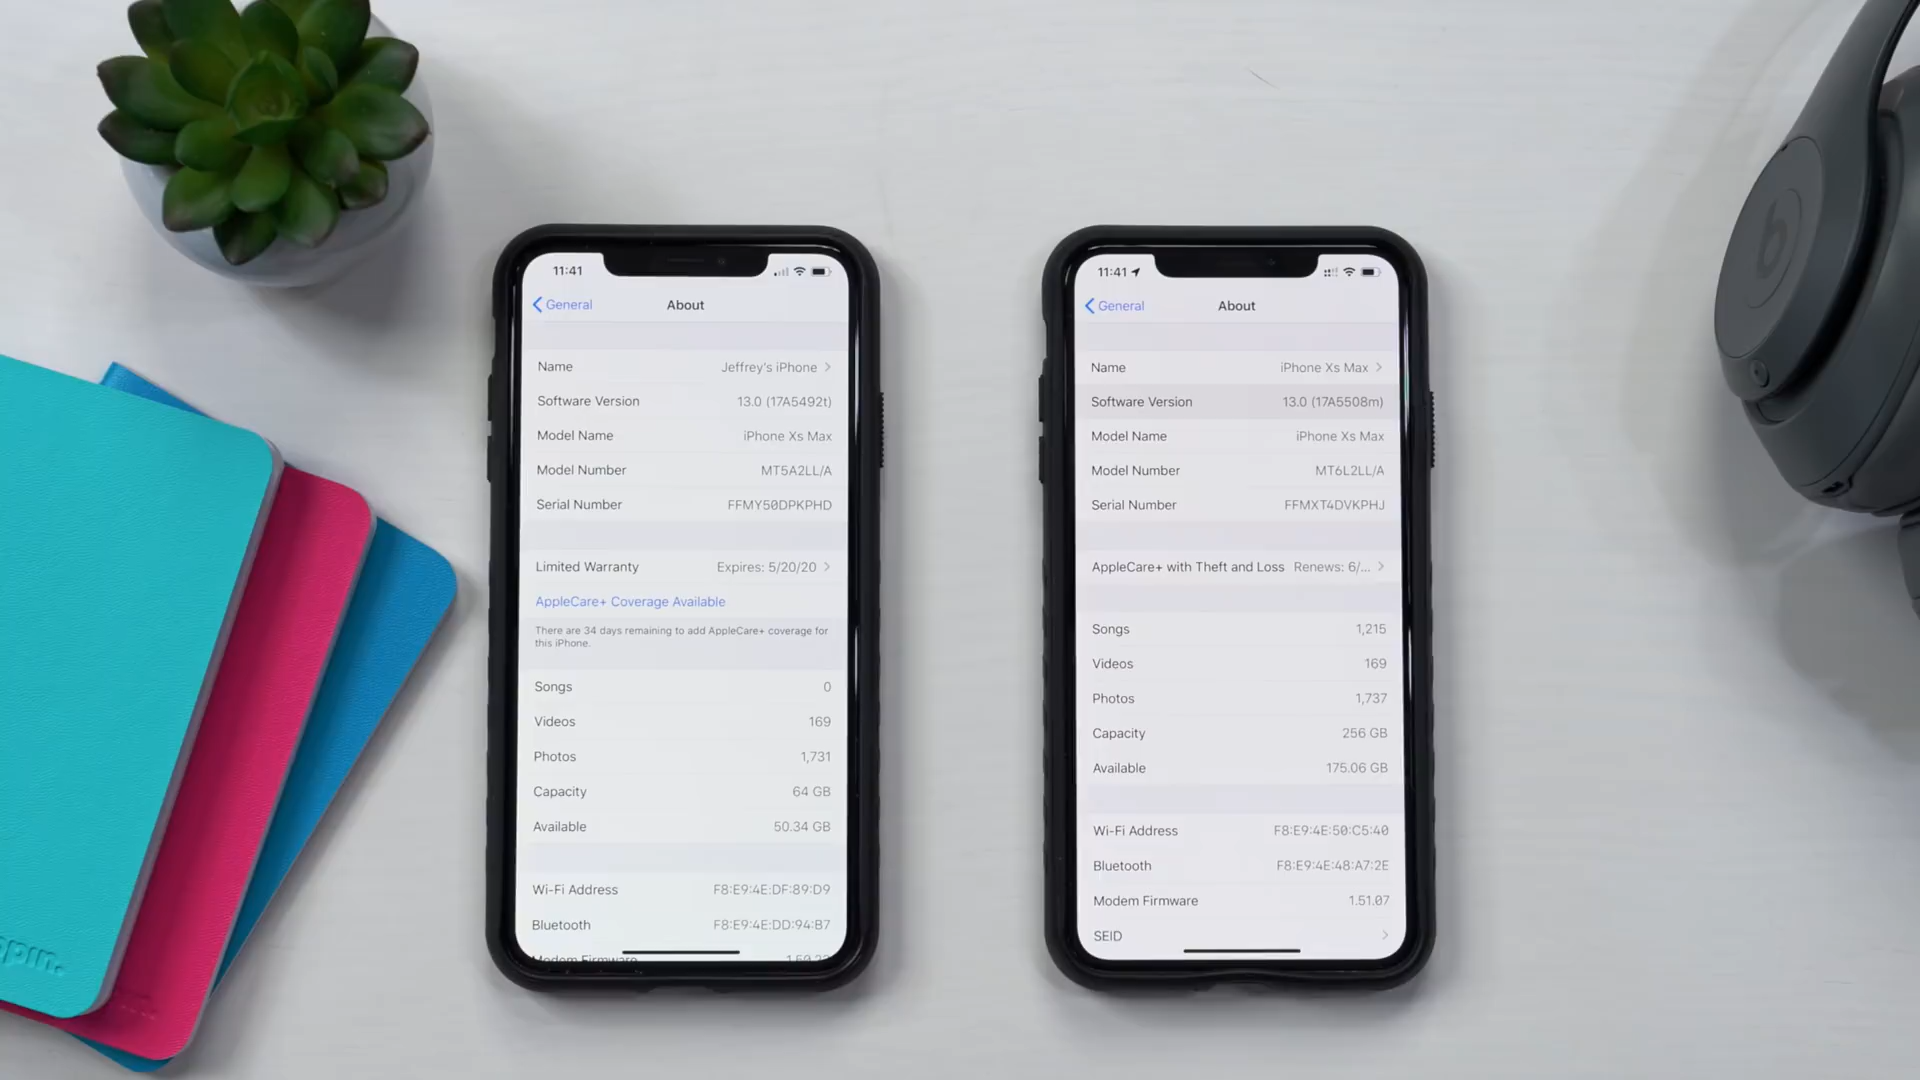 11:41
General
About
Name
Jeffrey's iPhone
Software Version
13.0 (17A5492t)
Model Name
iPhone Xs Max
Model Number
MT5A2LL/A
Serial Number
FFMY50DPKPHD
Limited Warranty
Expires: 5/20/20
AppleCare+ Coverage Available
There are 34 days remaining to add AppleCare+ coverage for
this iPhone.
Songs
0
Videos
169
Photos
1,731
Capacity
64 GB
Available
50.34 GB
Wi-Fi Address
F8:E9:4E:DF:89:D9
Bluetooth
F8:E9:4E:DD:94:B7
Modem Firmware
11:41
General
About
Name
iPhone Xs Max
Software Version
13.0 (17A5508m)
Model Name
iPhone Xs Max
Model Number
MT6L2LL/A
Serial Number
FFMXT4DVKPHJ
AppleCare+ with Theft and Loss
Renews: 6/...
Songs
1,215
Videos
169
Photos
1,737
Capacity
256 GB
Available
175.06 GB
Wi-Fi Address
F8:E9:4E:50:C5:40
Bluetooth
F8:E9:4E:48:A7:2E
Modem Firmware
1.51.07
SEID
b